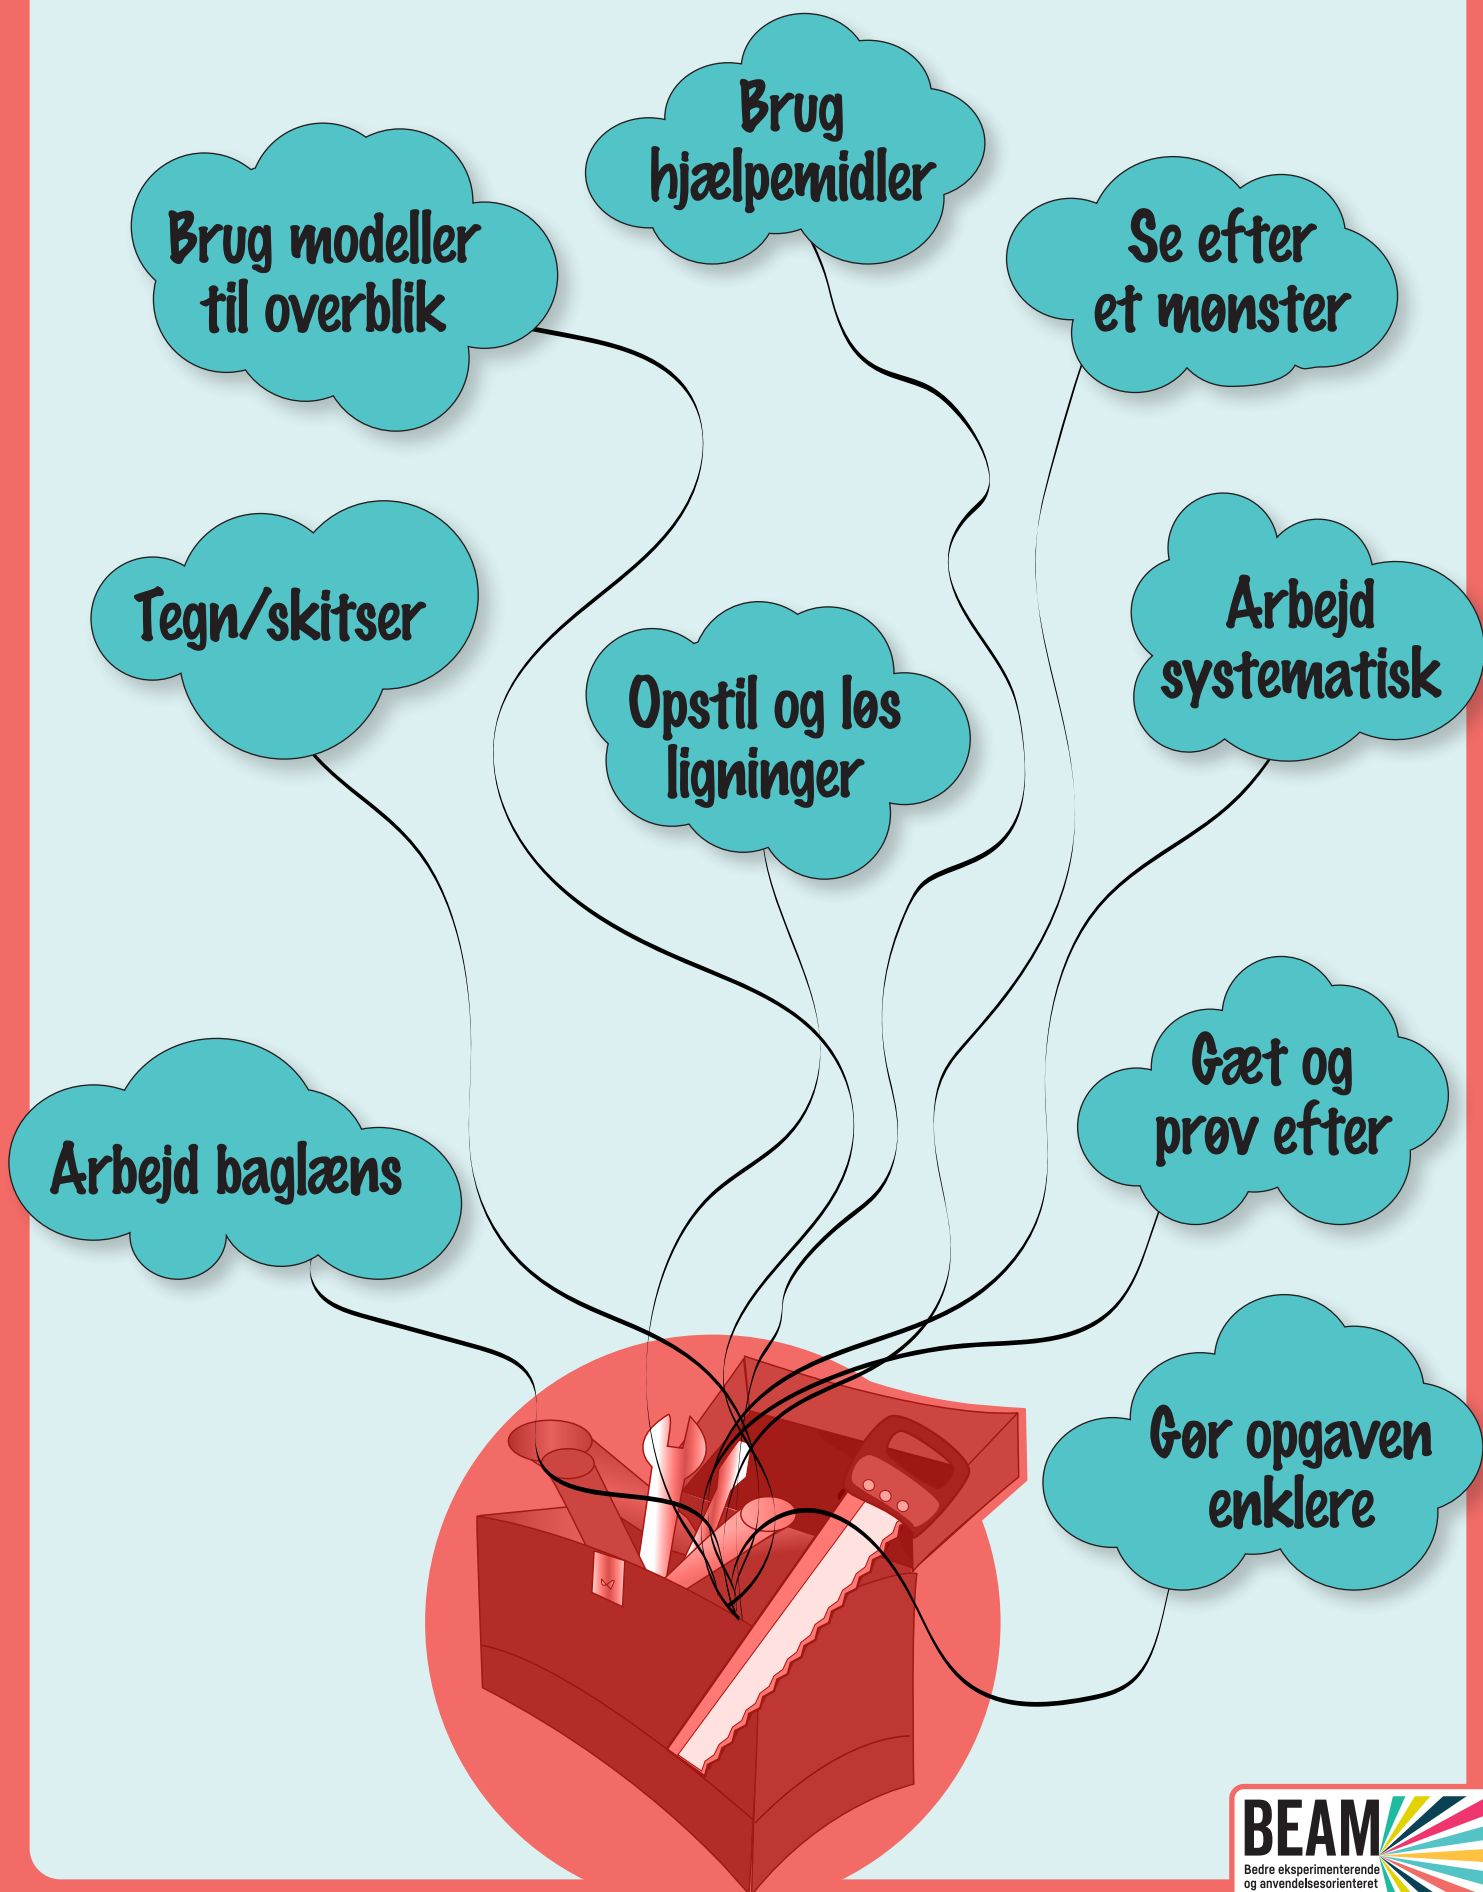 Brug
hjælpemidler
Brug modeller
til overblik
Se efter
et mønster
Tegn/skitser
Arbejd
systematisk
Opstil og løs
ligninger
Gæt og
prøv efter
Arbejd baglæns
Gør opgaven
enklere
BEAM
Bedre eksperimenterende
og anvendelsesorienteret